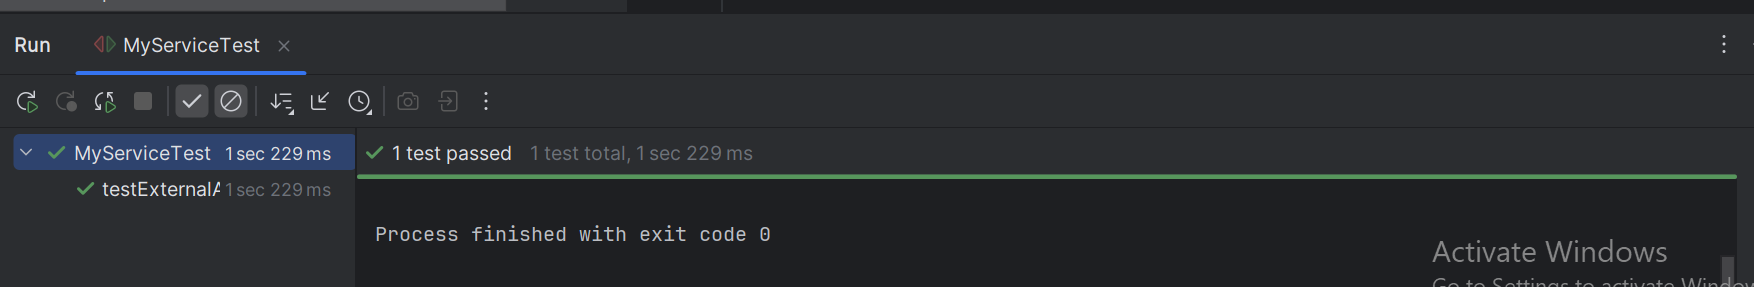 Run MyServiceTest
MyServiceTest 1 sec 229 ms
1 test passed 1 test total, 1 sec 229 ms
testExternalA 1 sec 229 ms
Process finished with exit code 0
Activate Windows
Go to Settings to activate Window